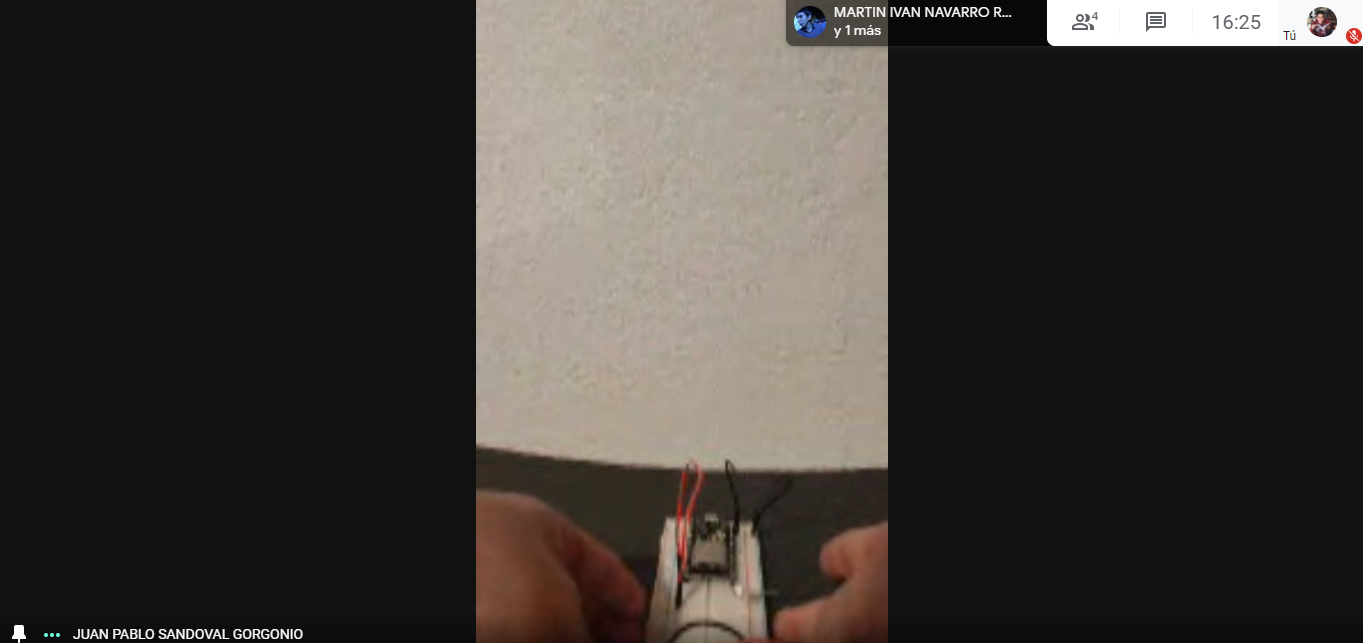 MARTIN IVAN NAVARRO R...
y 1 más
4
16:25
Tú
JUAN PABLO SANDOVAL GORGONIO